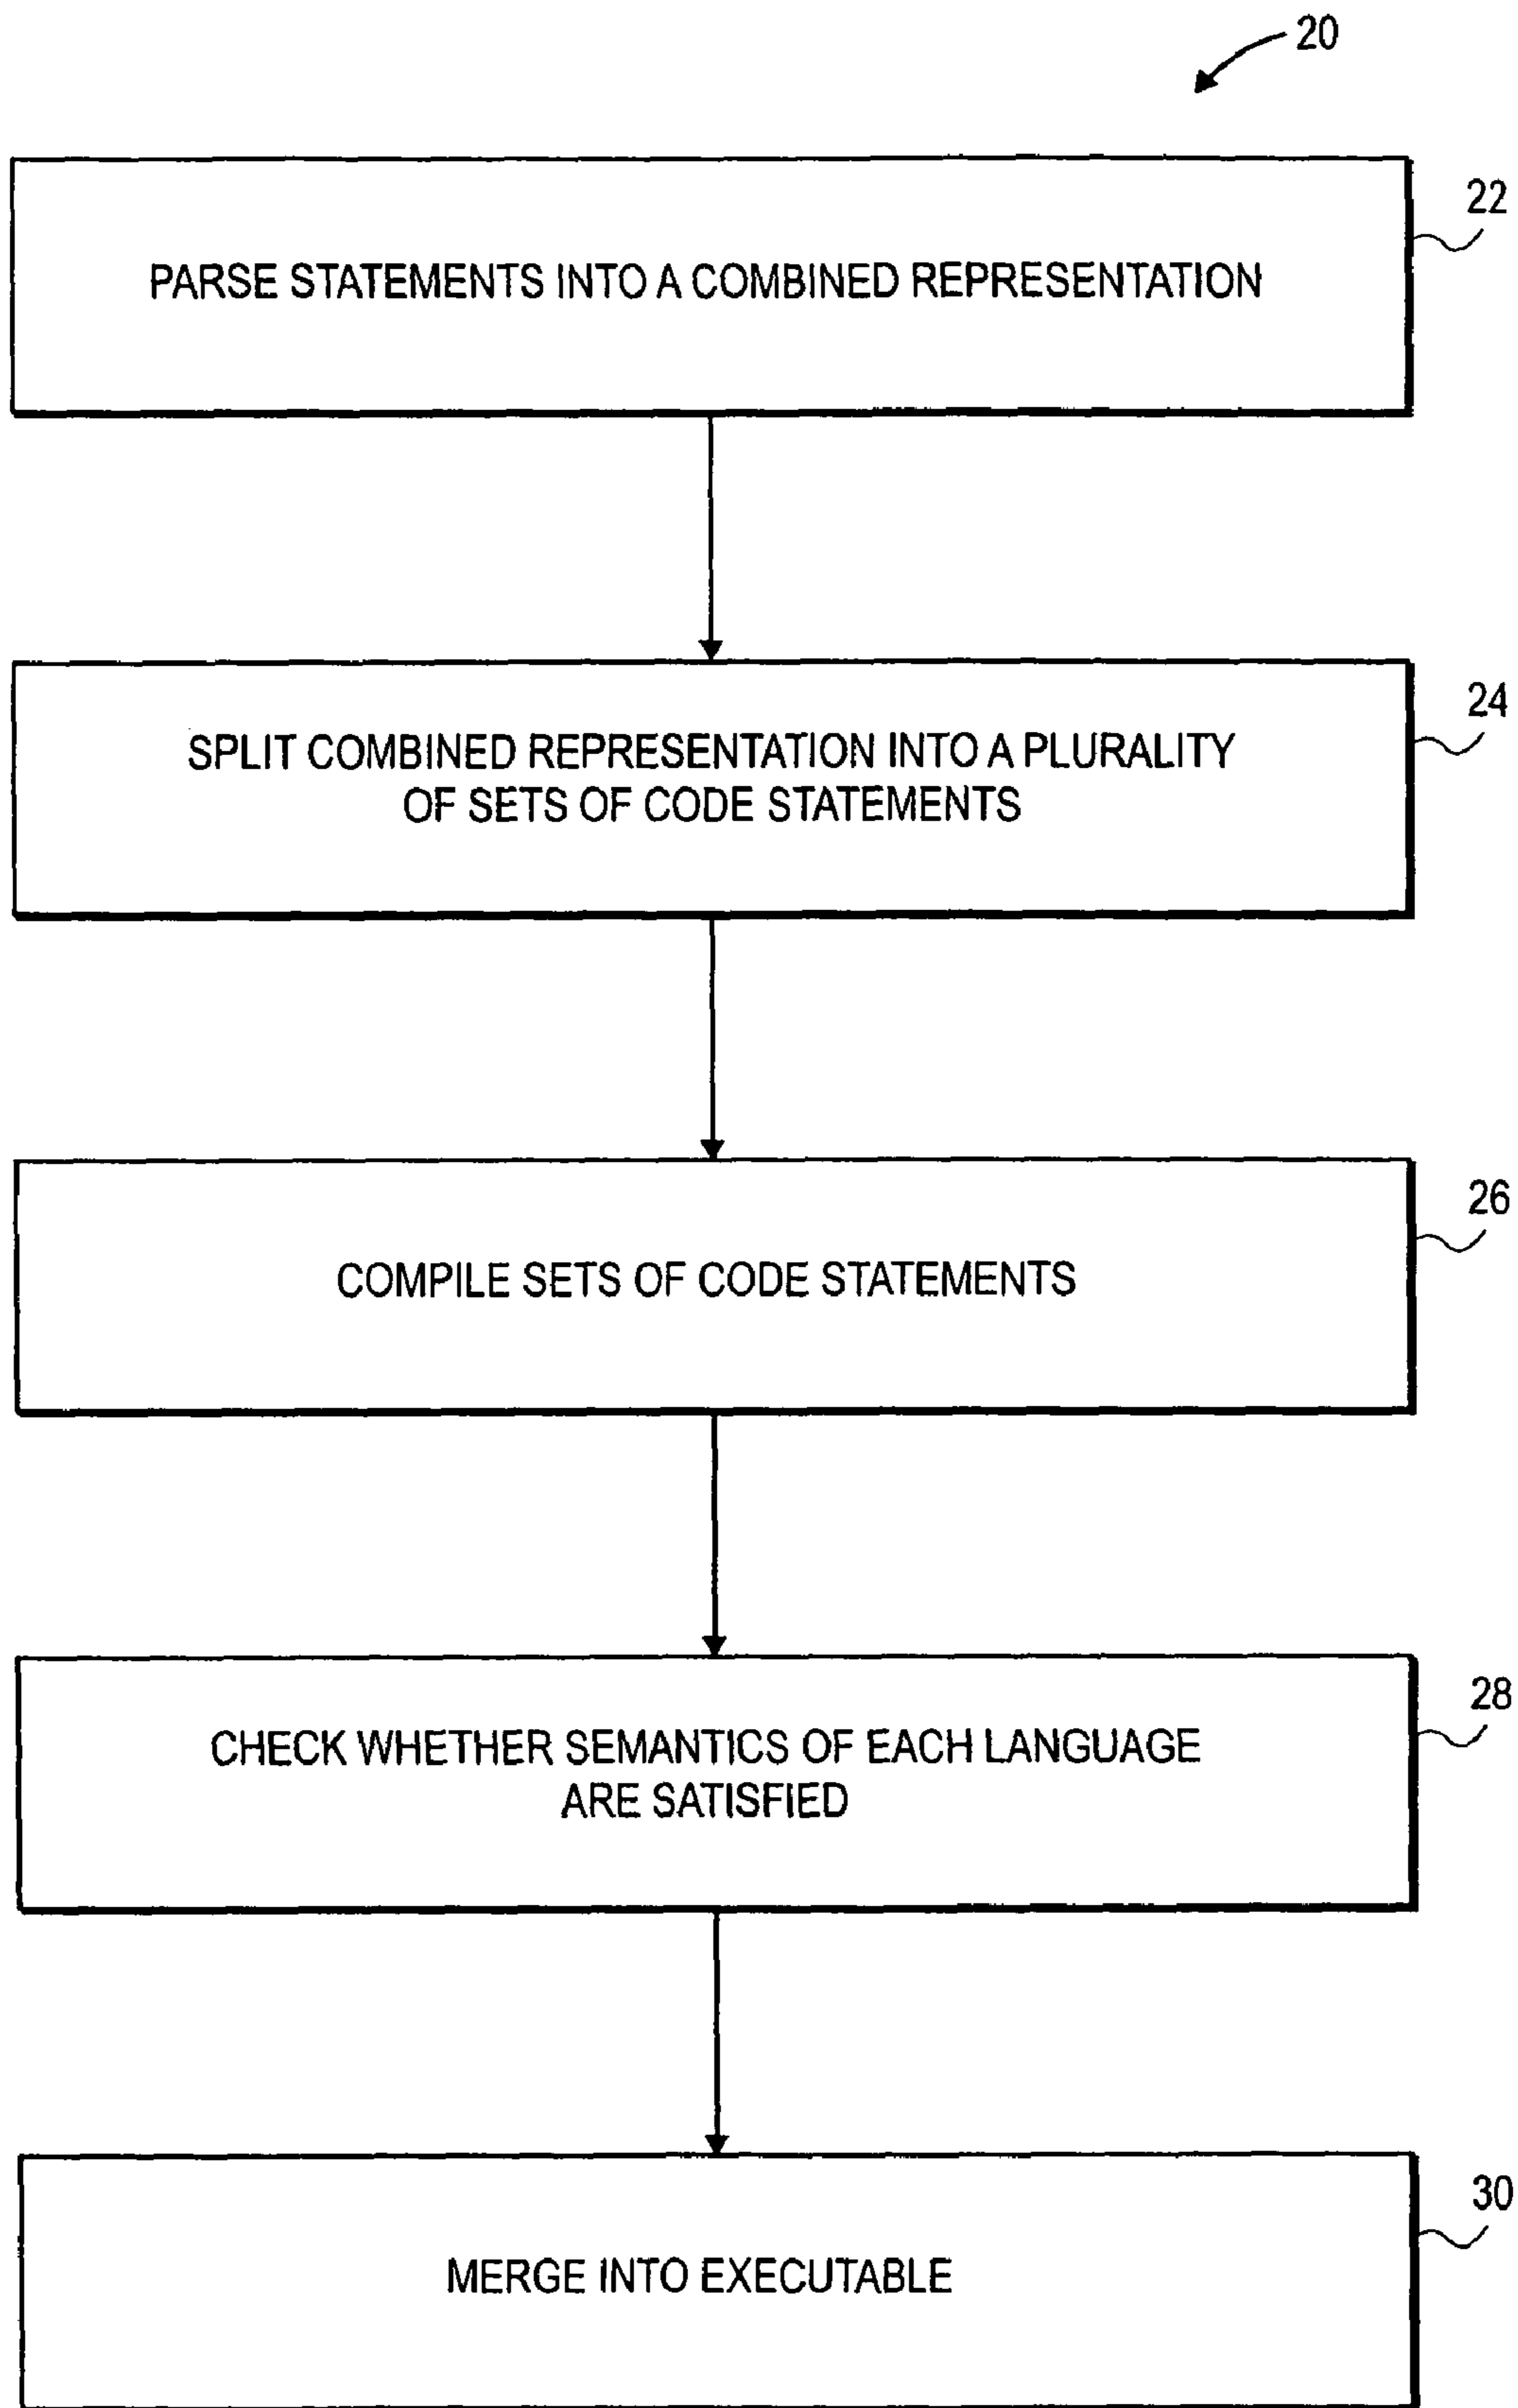 20
22
PARSE STATEMENTS INTO A COMBINED REPRESENTATION
24
SPLIT COMBINED REPRESENTATION INTO A PLURALITY
OF SETS OF CODE STATEMENTS
26
COMPILE SETS OF CODE STATEMENTS
28
CHECK WHETHER SEMANTICS OF EACH LANGUAGE
ARE SATISFIED
30
MERGE INTO EXECUTABLE